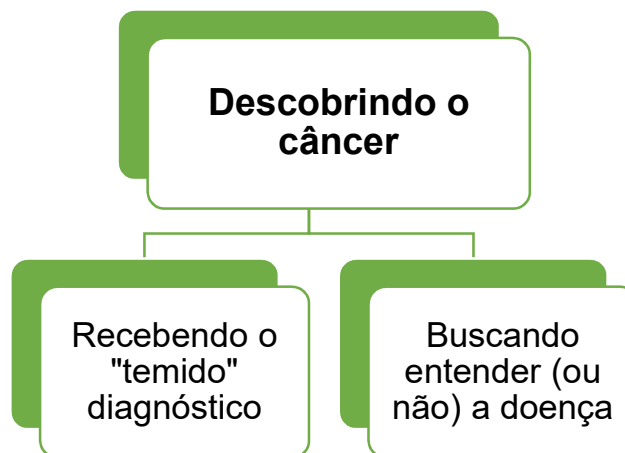 Descobrindo o
câncer
Recebendo o
"temido"
diagnóstico
Buscando
entender (ou
não) a doença